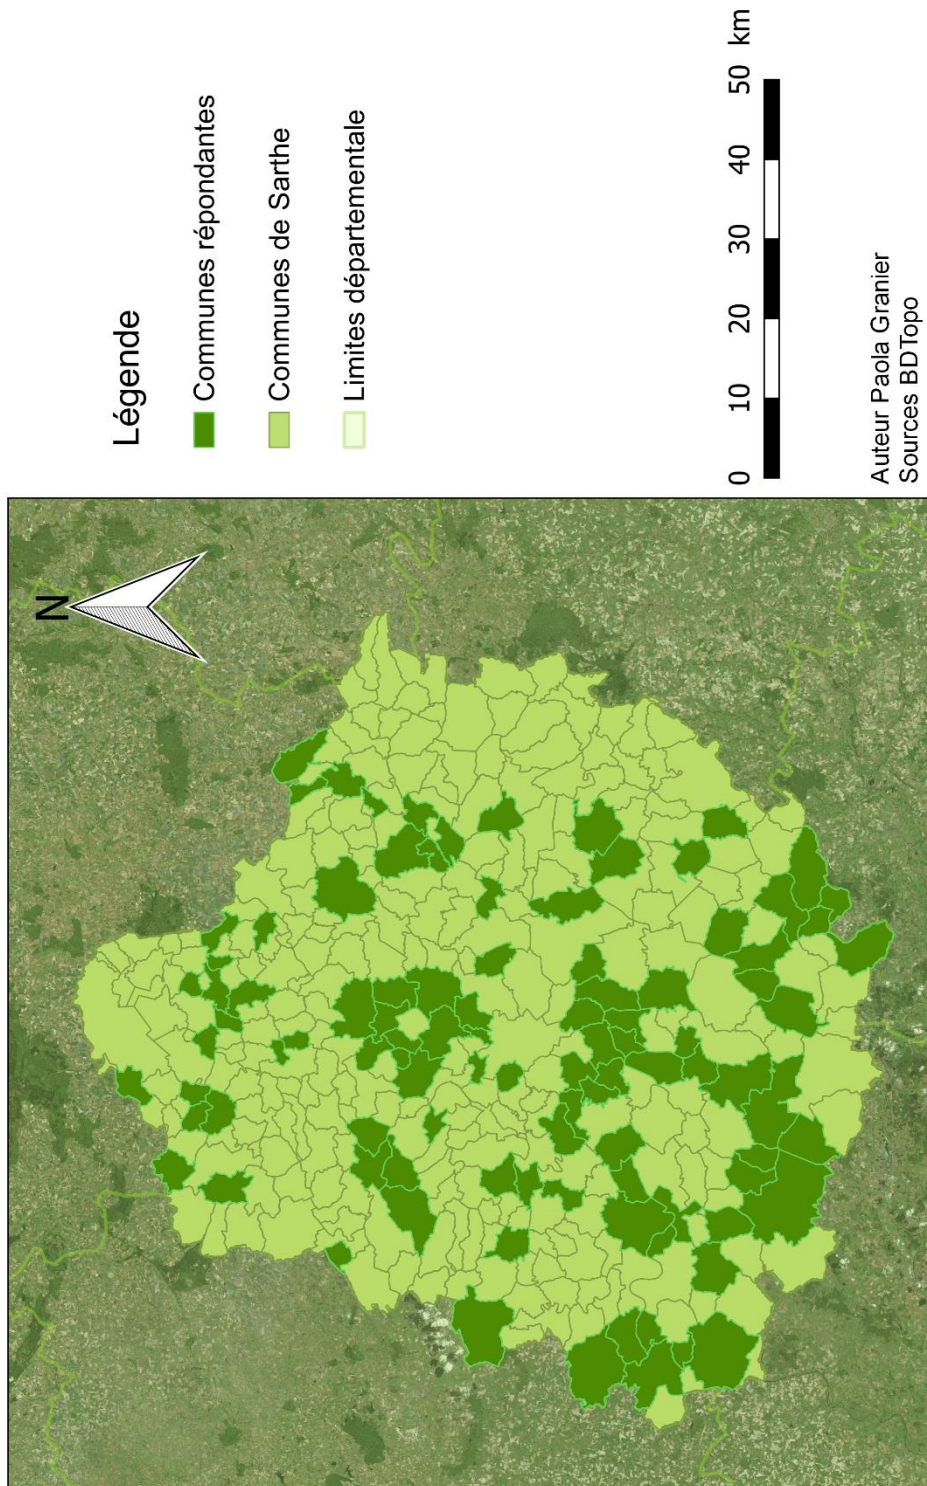 N
Légende
Communes répondantes
Communes de Sarthe
Limites départementale
0 10 20 30 40 50 km
Auteur Paola Granier
Sources BDTopo